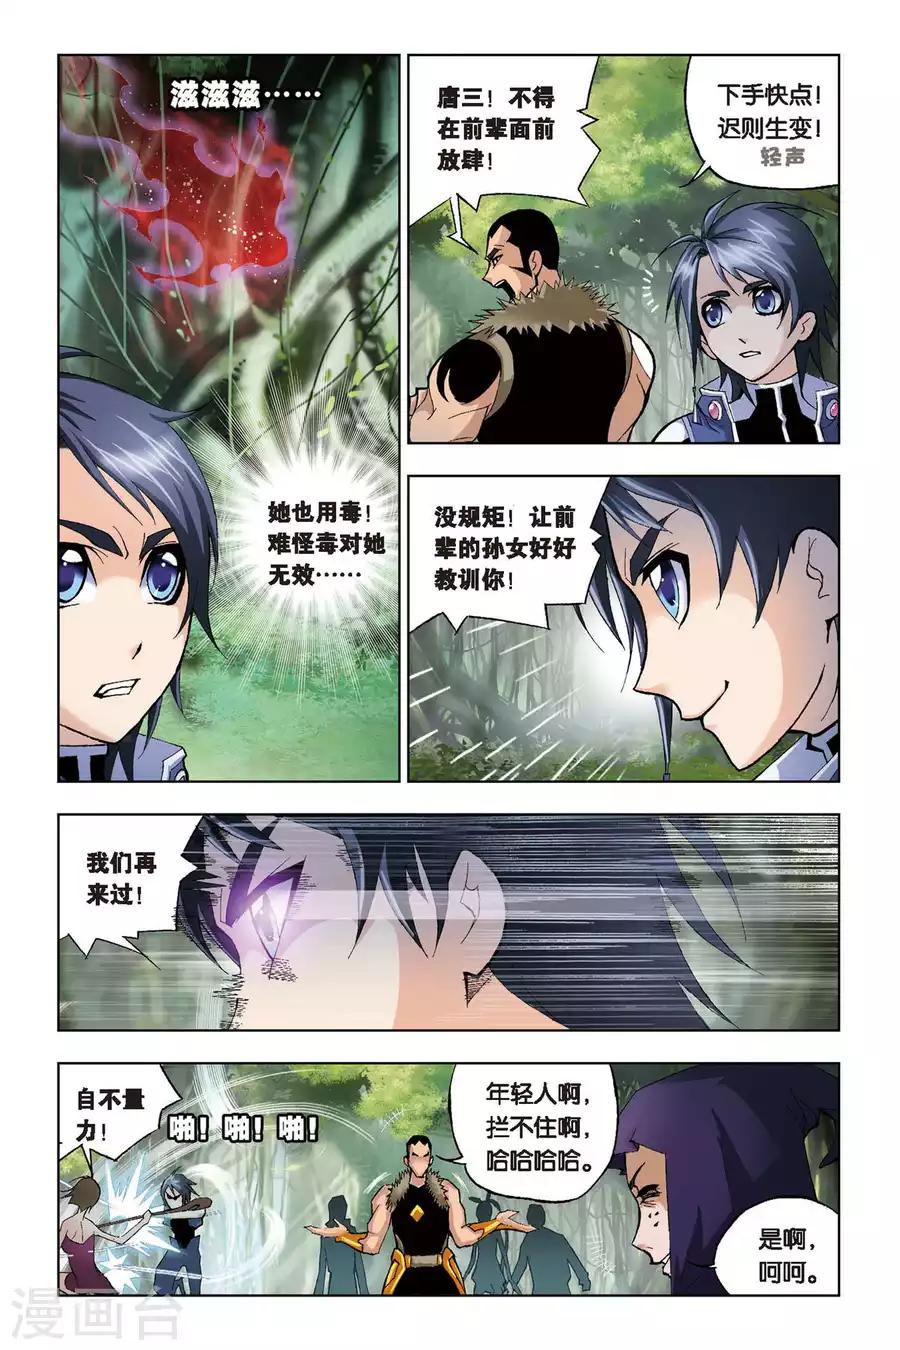 滋滋滋……
她也用毒！
难怪毒对她
无效……
唐三！不得
在前辈面前
放肆！
下手快点！
迟则生变！
轻声
没规矩！让前
辈的孙女好好
教训你！
我们再
来过！
自不量
力！
啪！啪！啪！
年轻人啊，
拦不住啊，
哈哈哈哈。
是啊，
呵呵。
漫画台